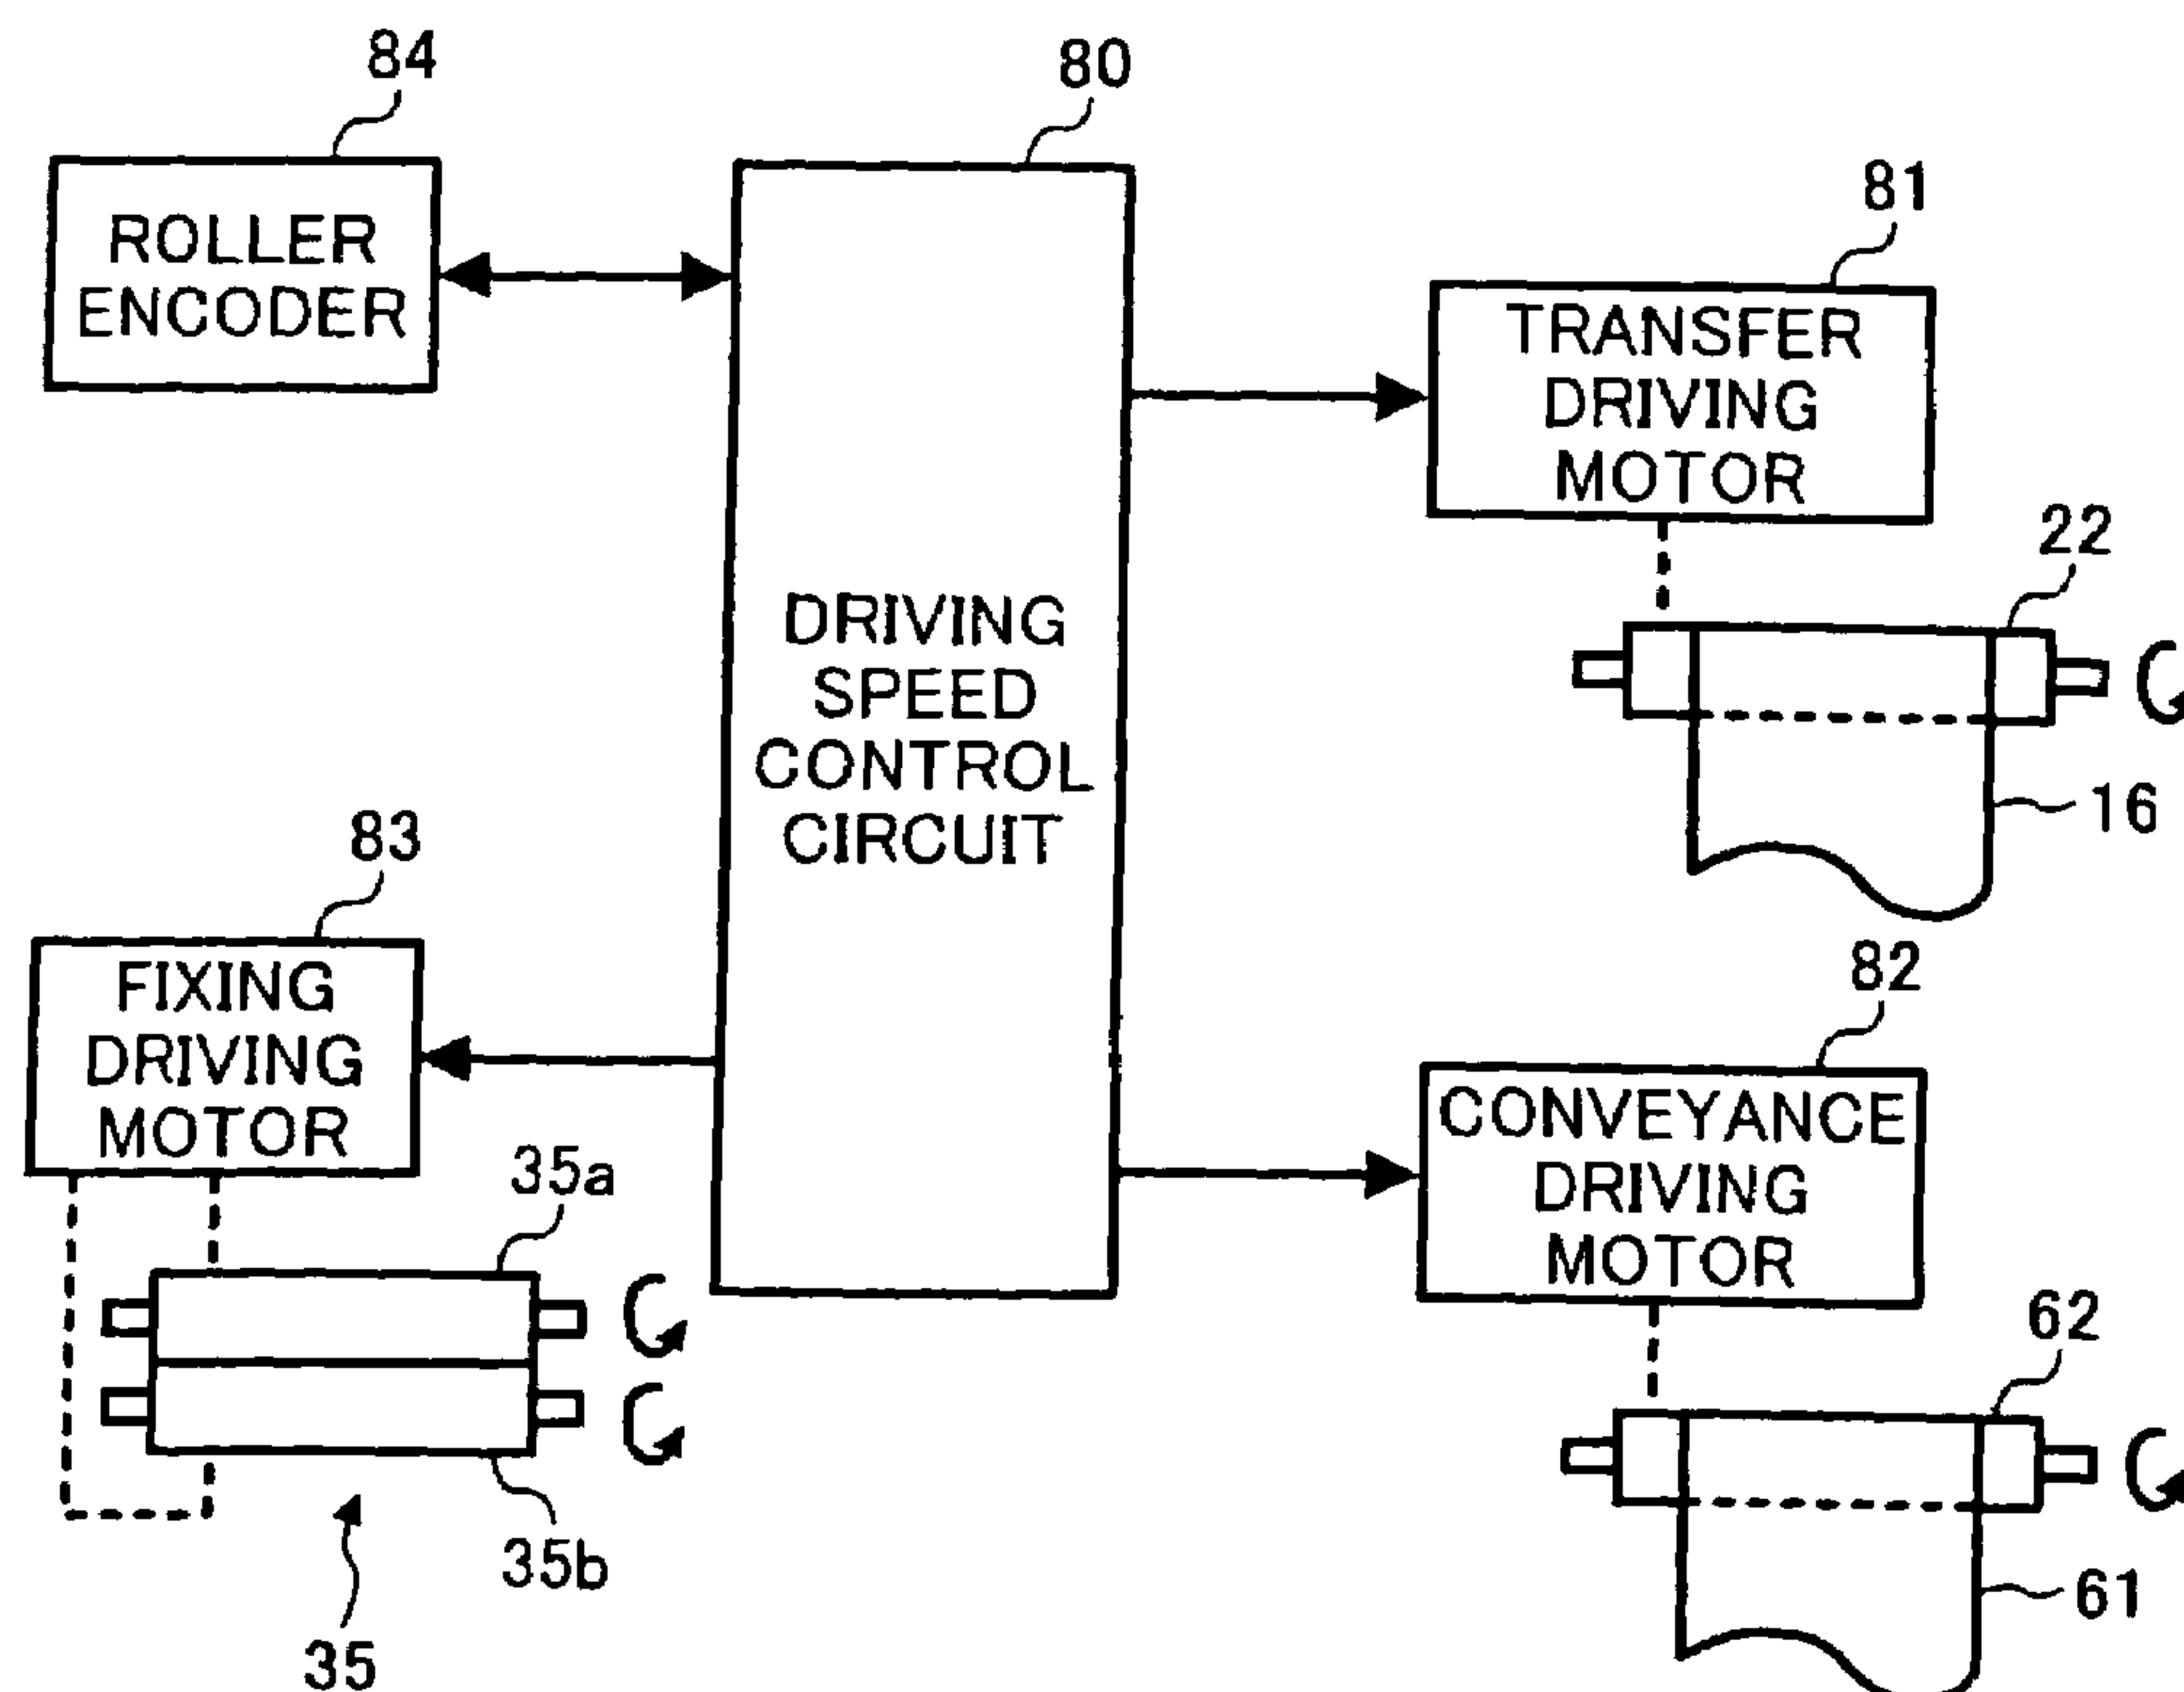 84
80
81
ROLLER
ENCODER
TRANSFER
DRIVING
MOTOR
22
DRIVING
SPEED
CONTROL
CIRCUIT
16
83
82
FIXING
DRIVING
MOTOR
CONVEYANCE
DRIVING
MOTOR
35a
62
35b
61
35